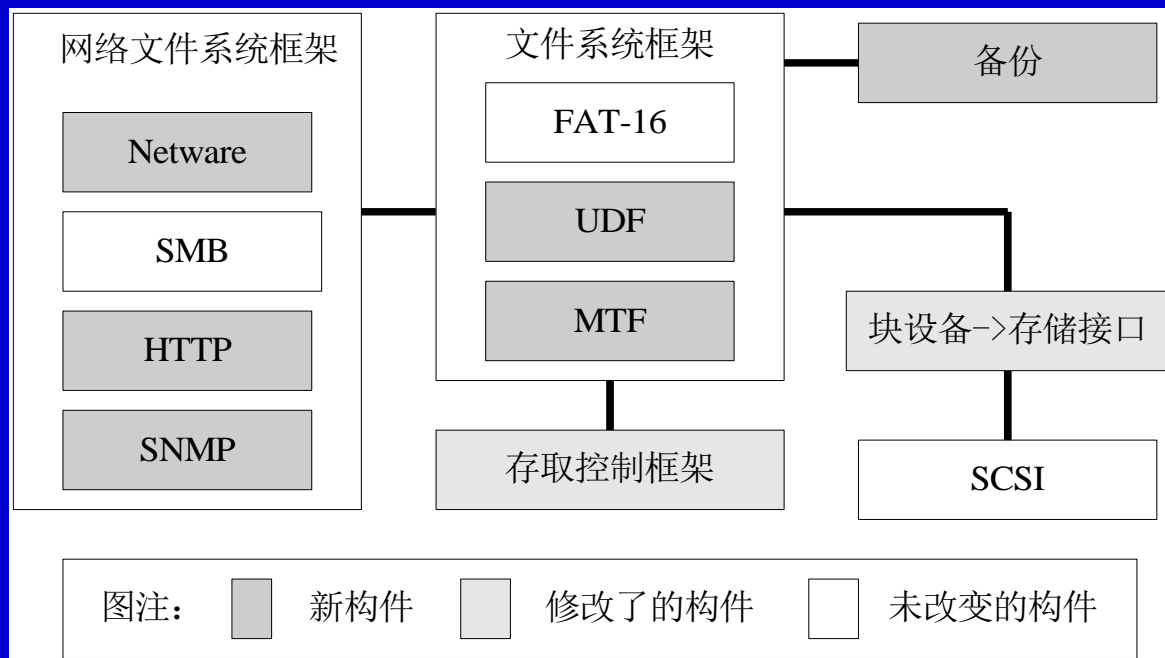 网络文件系统框架
Netware
SMB
HTTP
SNMP
文件系统框架
FAT-16
UDF
MTF
存取控制框架
备份
块设备->存储接口
SCSI
图注：
新构件
修改了的构件
未改变的构件